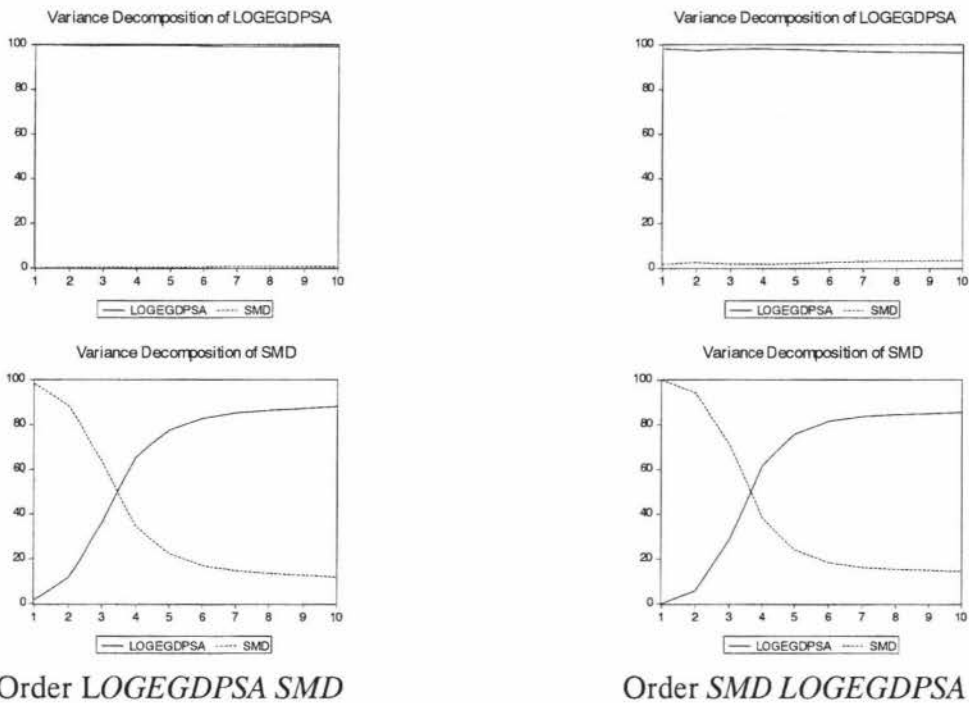 Variance Decomposition of LOGEGDPSA
100
80
60
40
20
0
1 2 3 4 5 6 7 8 9 10
LOGEGDPSA SMD
Variance Decomposition of LOGEGDPSA
100
80
60
40
20
0
1 2 3 4 5 6 7 8 9 10
LOGEGDPSA SMD
Variance Decomposition of SMD
100
80
60
40
20
0
1 2 3 4 5 6 7 8 9 10
LOGEGDPSA SMD
Variance Decomposition of SMD
100
80
60
40
20
0
1 2 3 4 5 6 7 8 9 10
LOGEGDPSA SMD
Order LOGEGDPSA SMD
Order SMD LOGEGDPSA